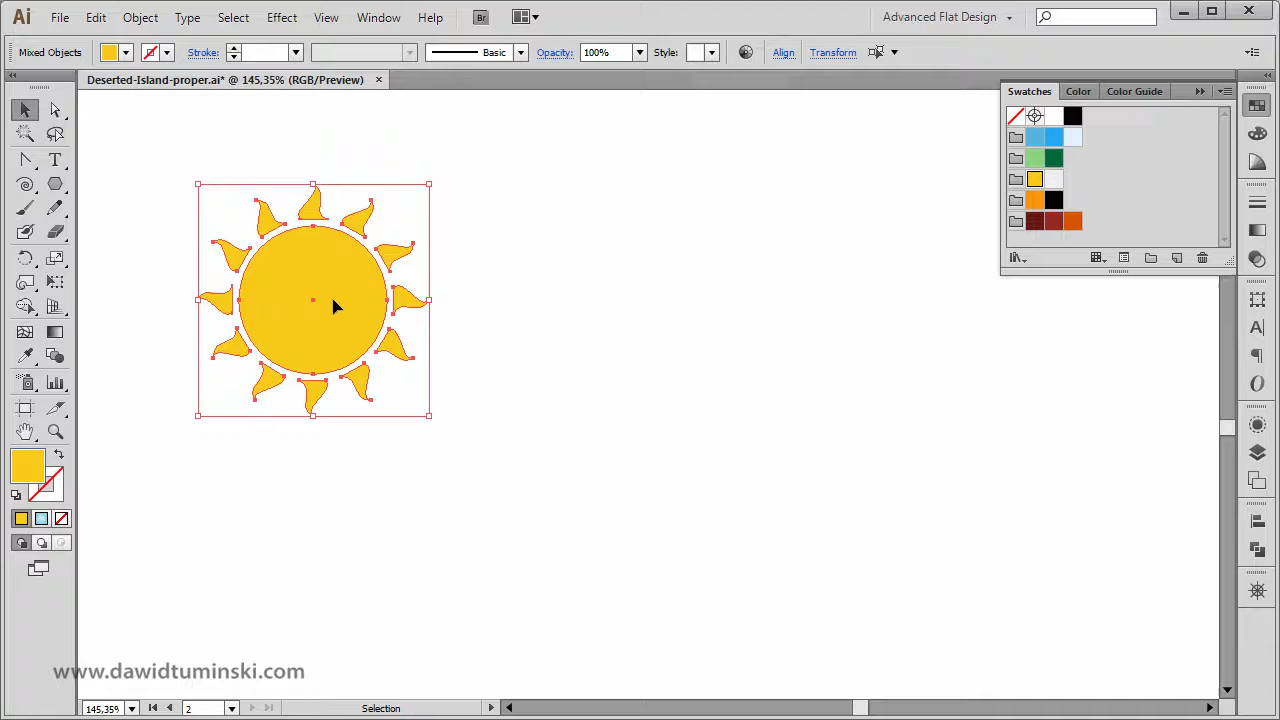 Ai File Edit Object Type Select Effect View Window Help Br Advanced Flat Design
Mixed Objects Stroke: Basic Opacity: 100% Style: Align Transform
Deserted-Island-proper.ai* @ 145,35% (RGB/Preview) ×
Swatches Color Color Guide
www.dawidtuminski.com
145,35% 2 Selection